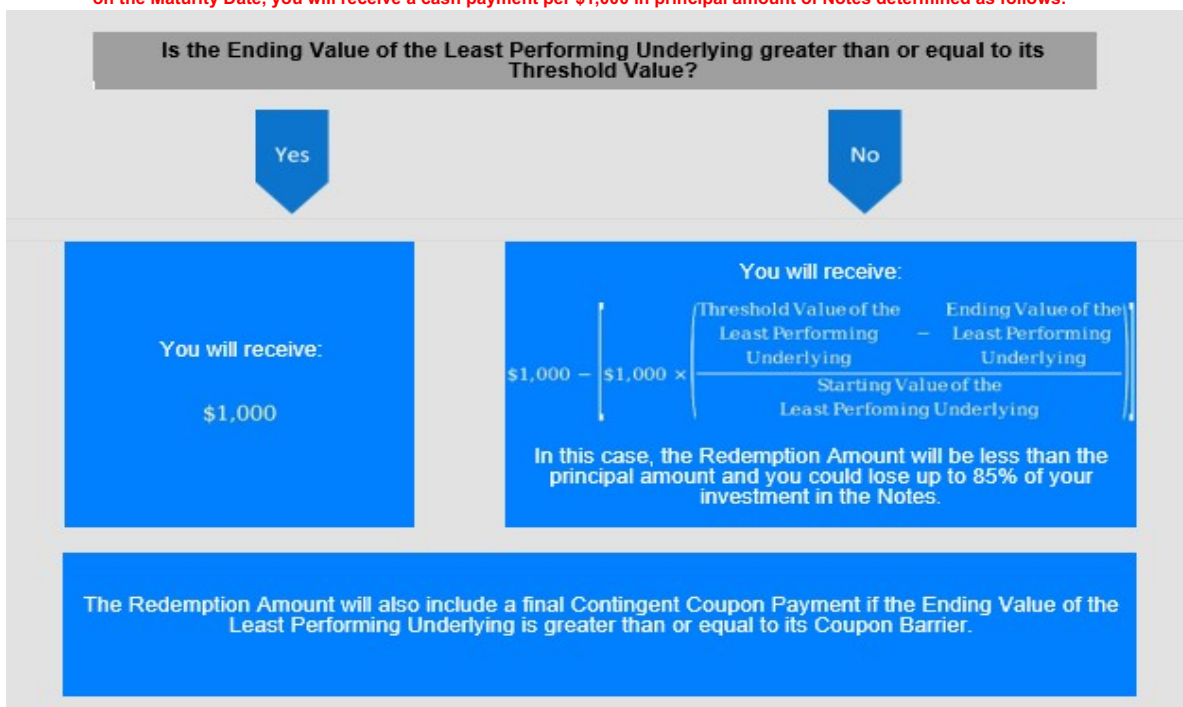 on the Maturity Date, you will receive a cash payment per $1,000 in principal amount of Notes determined as follows:
Is the Ending Value of the Least Performing Underlying greater than or equal to its
Threshold Value?
Yes
No
You will receive:
$1,000
You will receive:
Threshold Value of the Ending Value of the
Least Performing − Least Performing
Underlying Underlying
$1,000 − [$1,000 × ( )]
Starting Value of the
Least Perfoming Underlying
In this case, the Redemption Amount will be less than the
principal amount and you could lose up to 85% of your
investment in the Notes.
The Redemption Amount will also include a final Contingent Coupon Payment if the Ending Value of the
Least Performing Underlying is greater than or equal to its Coupon Barrier.